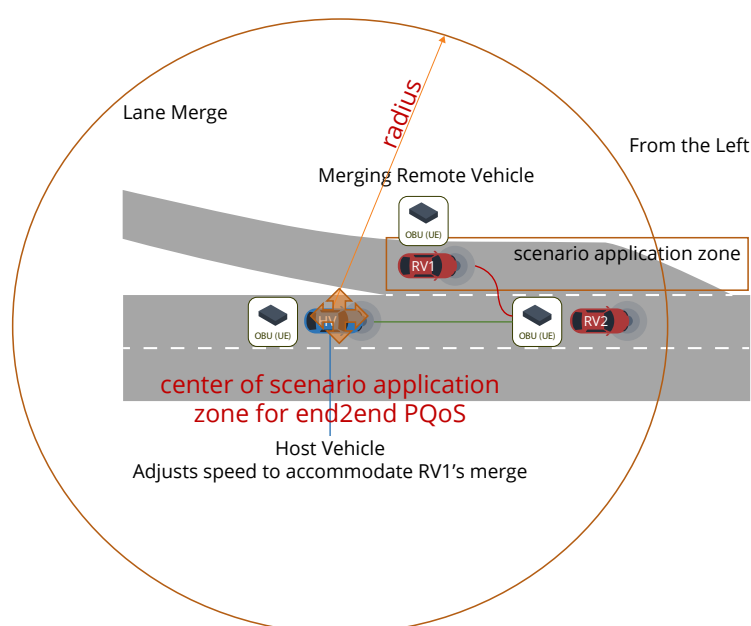 Lane Merge
radius
From the Left
Merging Remote Vehicle
OBU (UE)
scenario application zone
RV1
OBU (UE)
HV
OBU (UE)
RV2
center of scenario application
zone for end2end PQoS
Host Vehicle
Adjusts speed to accommodate RV1's merge